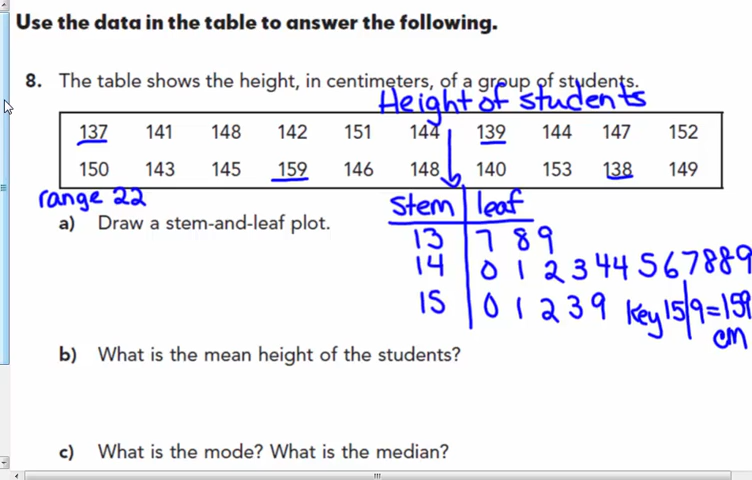 Use the data in the table to answer the following.
8. The table shows the height, in centimeters, of a group of students.
Height of students
137 141 148 142 151 144 139 144 147 152
150 143 145 159 146 148 140 153 138 149
range 22
Stem leaf
a) Draw a stem-and-leaf plot.
13 7 8 9
14 0 1 2 3 4 4 5 6 7 8 8 9
15 0 1 2 3 9 Key 15|9=159
cm
b) What is the mean height of the students?
c) What is the mode? What is the median?